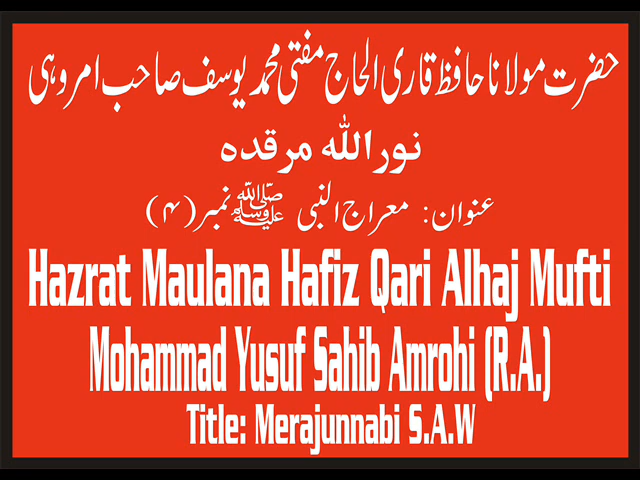 حضرت مولانا حافظ قاری الحاج مفتی محمد یوسف صاحب امروہی
نور اللہ مرقدہ
عنوان: معراج النبی ﷺ نمبر (۴)
Hazrat Maulana Hafiz Qari Alhaj Mufti
Mohammad Yusuf Sahib Amrohi (R.A.)
Title: Merajunnabi S.A.W